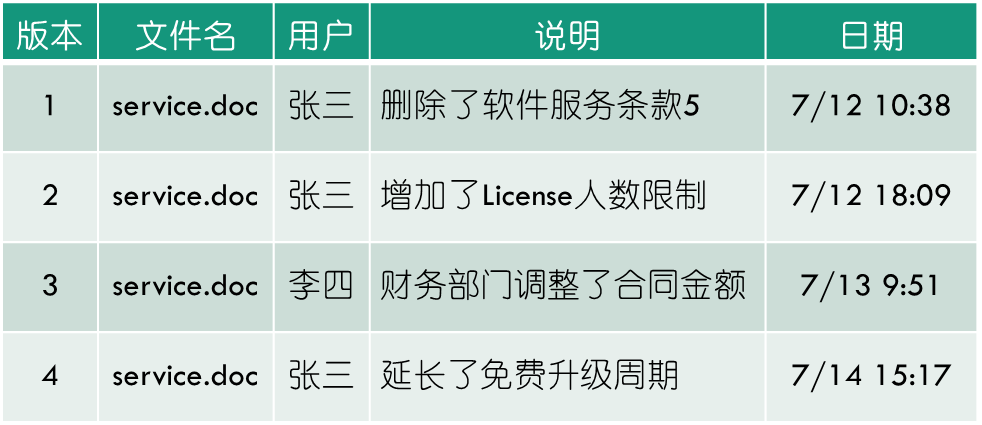 版本 文件名 用户 说明 日期
1 service.doc 张三 删除了软件服务条款5 7/12 10:38
2 service.doc 张三 增加了License人数限制 7/12 18:09
3 service.doc 李四 财务部门调整了合同金额 7/13 9:51
4 service.doc 张三 延长了免费升级周期 7/14 15:17